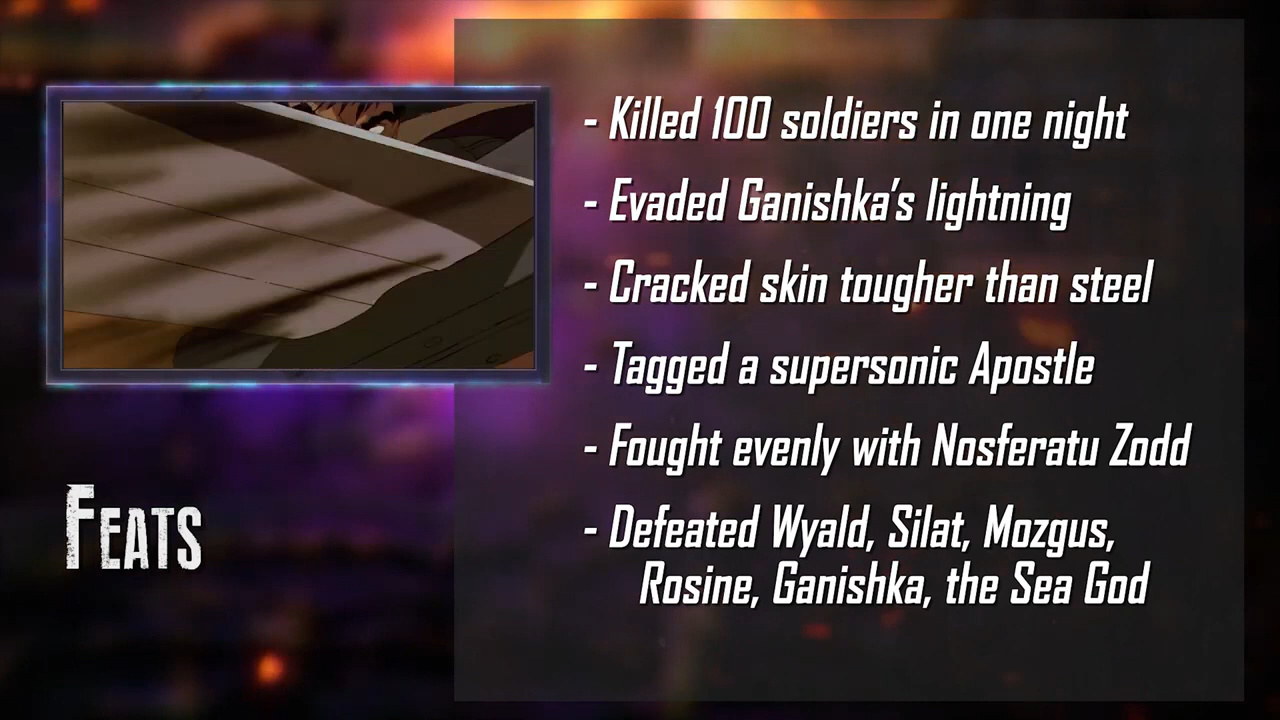 - Killed 100 soldiers in one night
- Evaded Ganishka's lightning
- Cracked skin tougher than steel
- Tagged a supersonic Apostle
- Fought evenly with Nosferatu Zodd
- Defeated Wyald, Silat, Mozgus,
Rosine, Ganishka, the Sea God
Feats